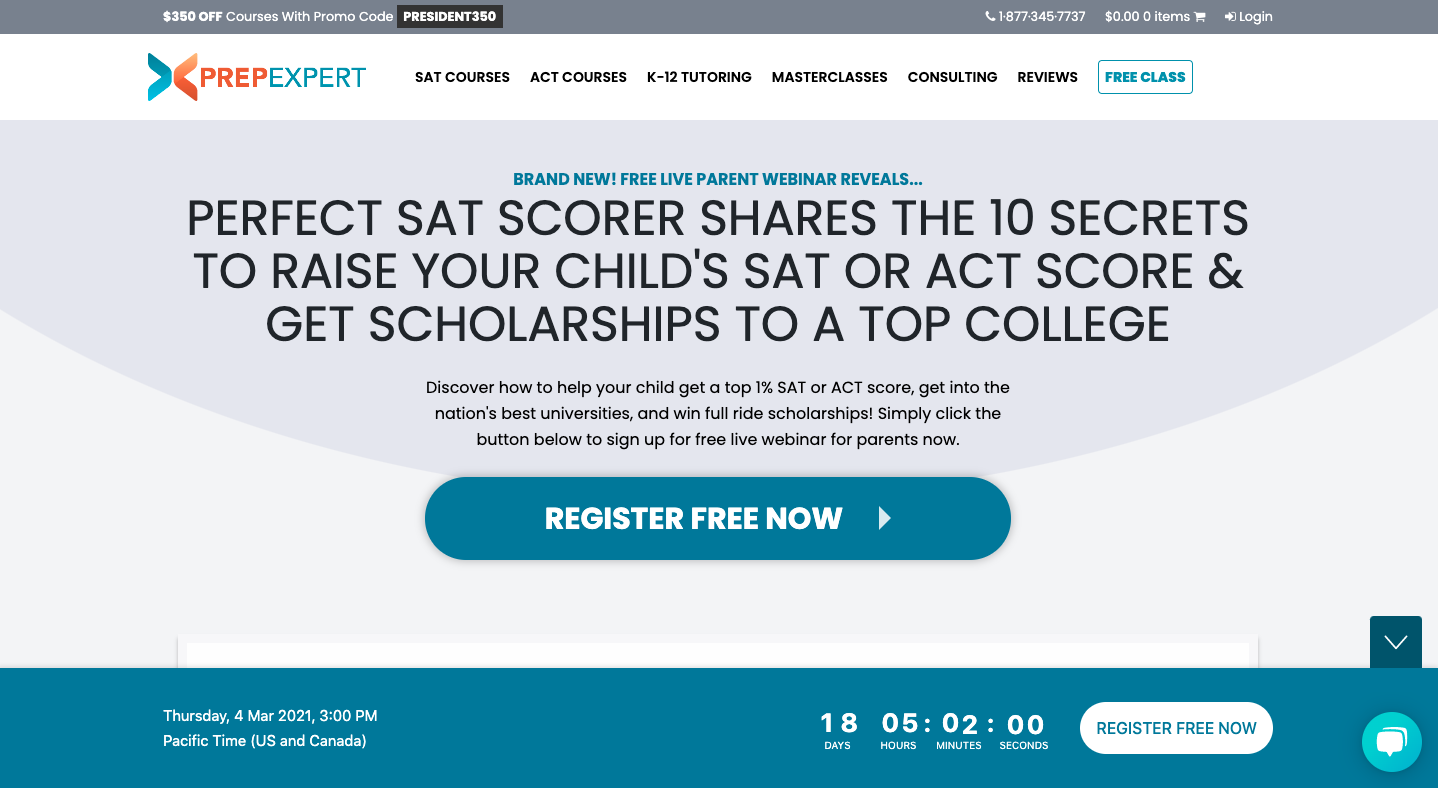 $350 OFF Courses With Promo Code PRESIDENT350
1-877-345-7737 $0.00 0 items Login
PREPEXPERT
SAT COURSES ACT COURSES K-12 TUTORING MASTERCLASSES CONSULTING REVIEWS FREE CLASS
BRAND NEW! FREE LIVE PARENT WEBINAR REVEALS...
PERFECT SAT SCORER SHARES THE 10 SECRETS
TO RAISE YOUR CHILD'S SAT OR ACT SCORE &
GET SCHOLARSHIPS TO A TOP COLLEGE
Discover how to help your child get a top 1% SAT or ACT score, get into the
nation's best universities, and win full ride scholarships! Simply click the
button below to sign up for free live webinar for parents now.
REGISTER FREE NOW
Thursday, 4 Mar 2021, 3:00 PM
Pacific Time (US and Canada)
18 05 : 02 : 00
DAYS HOURS MINUTES SECONDS
REGISTER FREE NOW